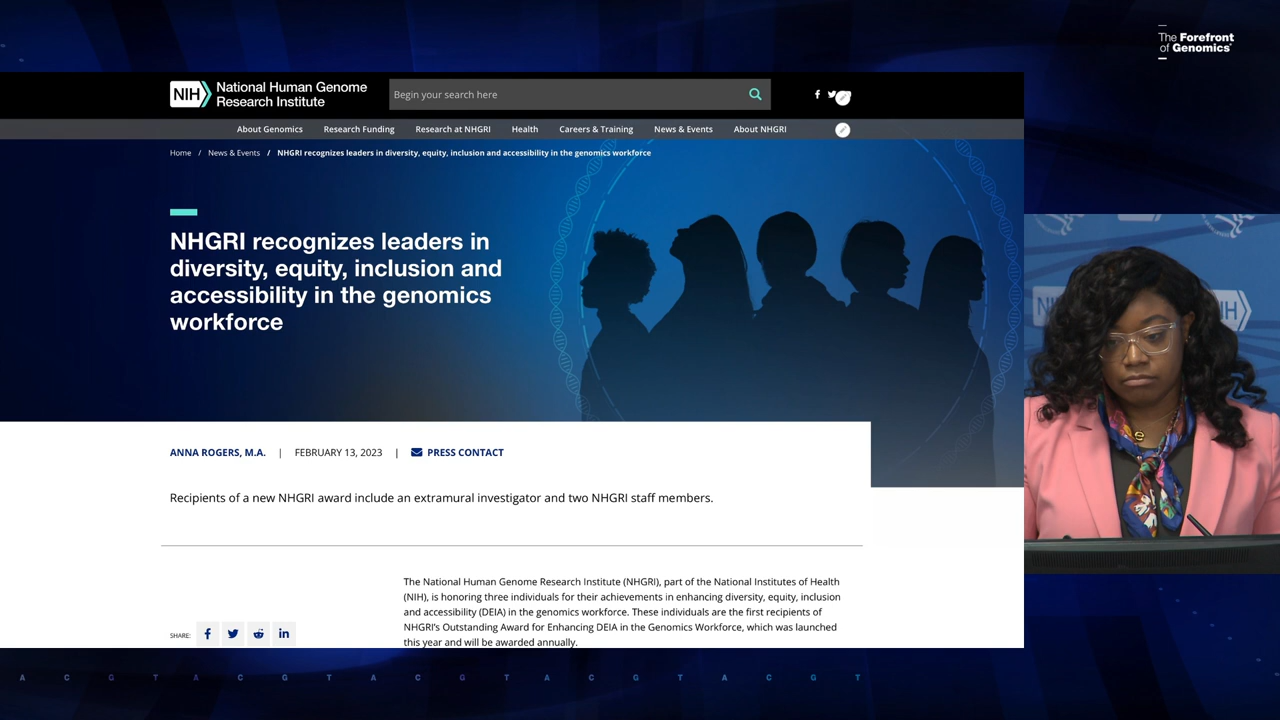 The Forefront
of Genomics®
NIH
National Human Genome
Research Institute
Begin your search here
About Genomics
Research Funding
Research at NHGRI
Health
Careers & Training
News & Events
About NHGRI
Home / News & Events / NHGRI recognizes leaders in diversity, equity, inclusion and accessibility in the genomics workforce
NHGRI recognizes leaders in
diversity, equity, inclusion and
accessibility in the genomics
workforce
ANNA ROGERS, M.A. | FEBRUARY 13, 2023 | PRESS CONTACT
Recipients of a new NHGRI award include an extramural investigator and two NHGRI staff members.
The National Human Genome Research Institute (NHGRI), part of the National Institutes of Health
(NIH), is honoring three individuals for their achievements in enhancing diversity, equity, inclusion
and accessibility (DEIA) in the genomics workforce. These individuals are the first recipients of
NHGRI's Outstanding Award for Enhancing DEIA in the Genomics Workforce, which was launched
this year and will be awarded annually.
SHARE:
A C G T A C G T A C G T A C G T A C G T